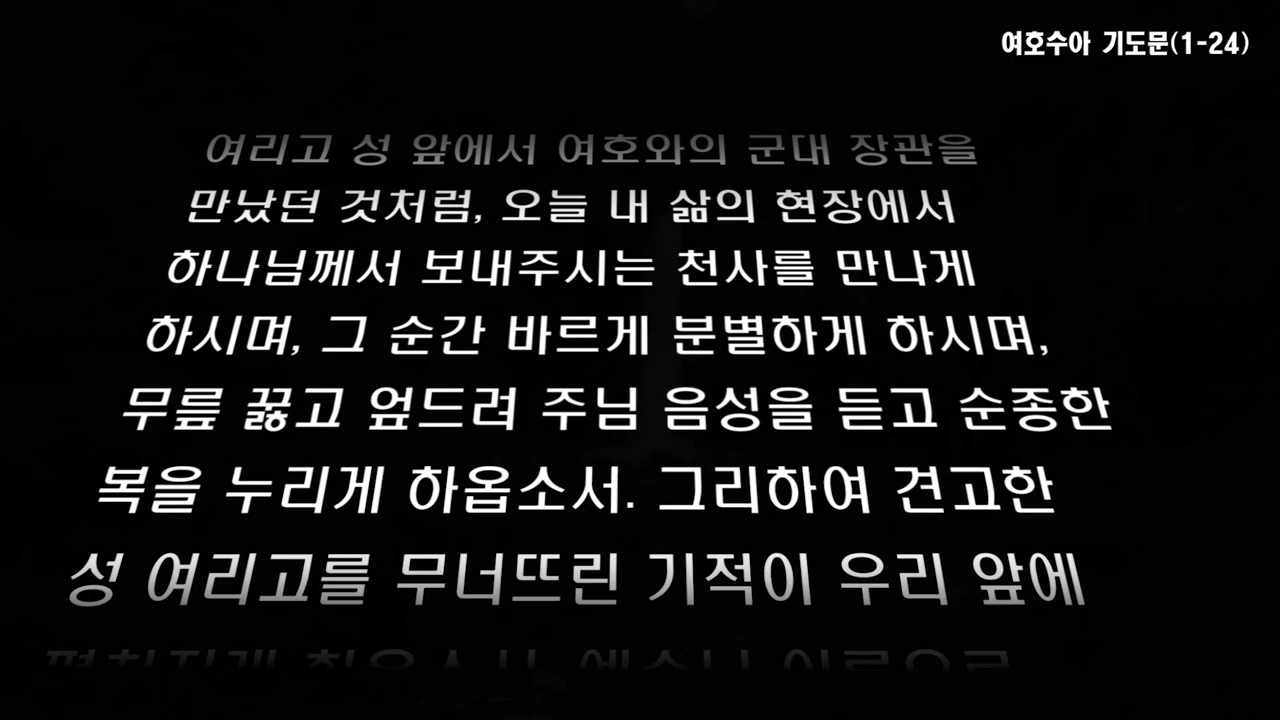 여호수아 기도문(1-24)
여리고 성 앞에서 여호와의 군대 장관을
만났던 것처럼, 오늘 내 삶의 현장에서
하나님께서 보내주시는 천사를 만나게
하시며, 그 순간 바르게 분별하게 하시며,
무릎 꿇고 엎드려 주님 음성을 듣고 순종한
복을 누리게 하옵소서. 그리하여 견고한
성 여리고를 무너뜨린 기적이 우리 앞에